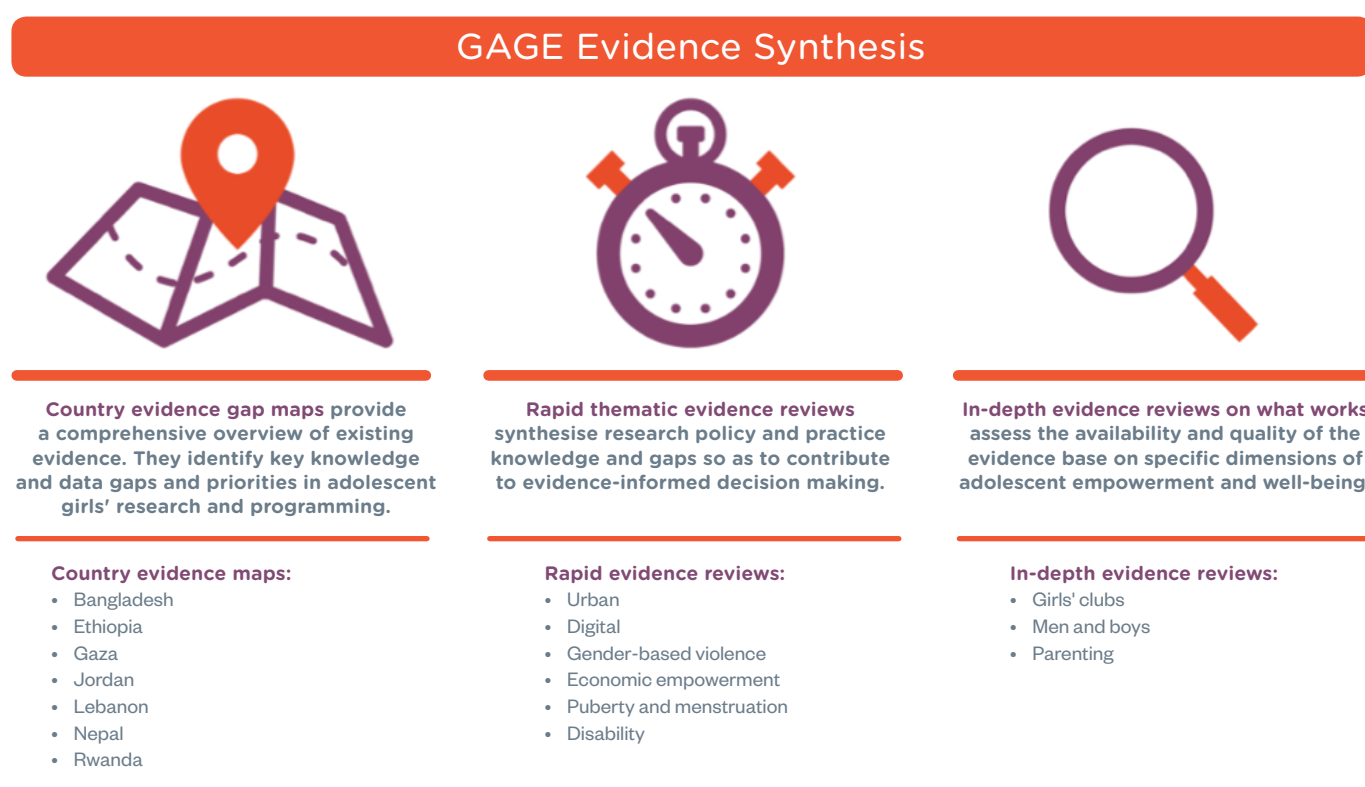 GAGE Evidence Synthesis
Country evidence gap maps provide
a comprehensive overview of existing
evidence. They identify key knowledge
and data gaps and priorities in adolescent
girls' research and programming.
Country evidence maps:
• Bangladesh
• Ethiopia
• Gaza
• Jordan
• Lebanon
• Nepal
• Rwanda
Rapid thematic evidence reviews
synthesise research policy and practice
knowledge and gaps so as to contribute
to evidence-informed decision making.
Rapid evidence reviews:
• Urban
• Digital
• Gender-based violence
• Economic empowerment
• Puberty and menstruation
• Disability
In-depth evidence reviews on what works
assess the availability and quality of the
evidence base on specific dimensions of
adolescent empowerment and well-being
In-depth evidence reviews:
• Girls' clubs
• Men and boys
• Parenting